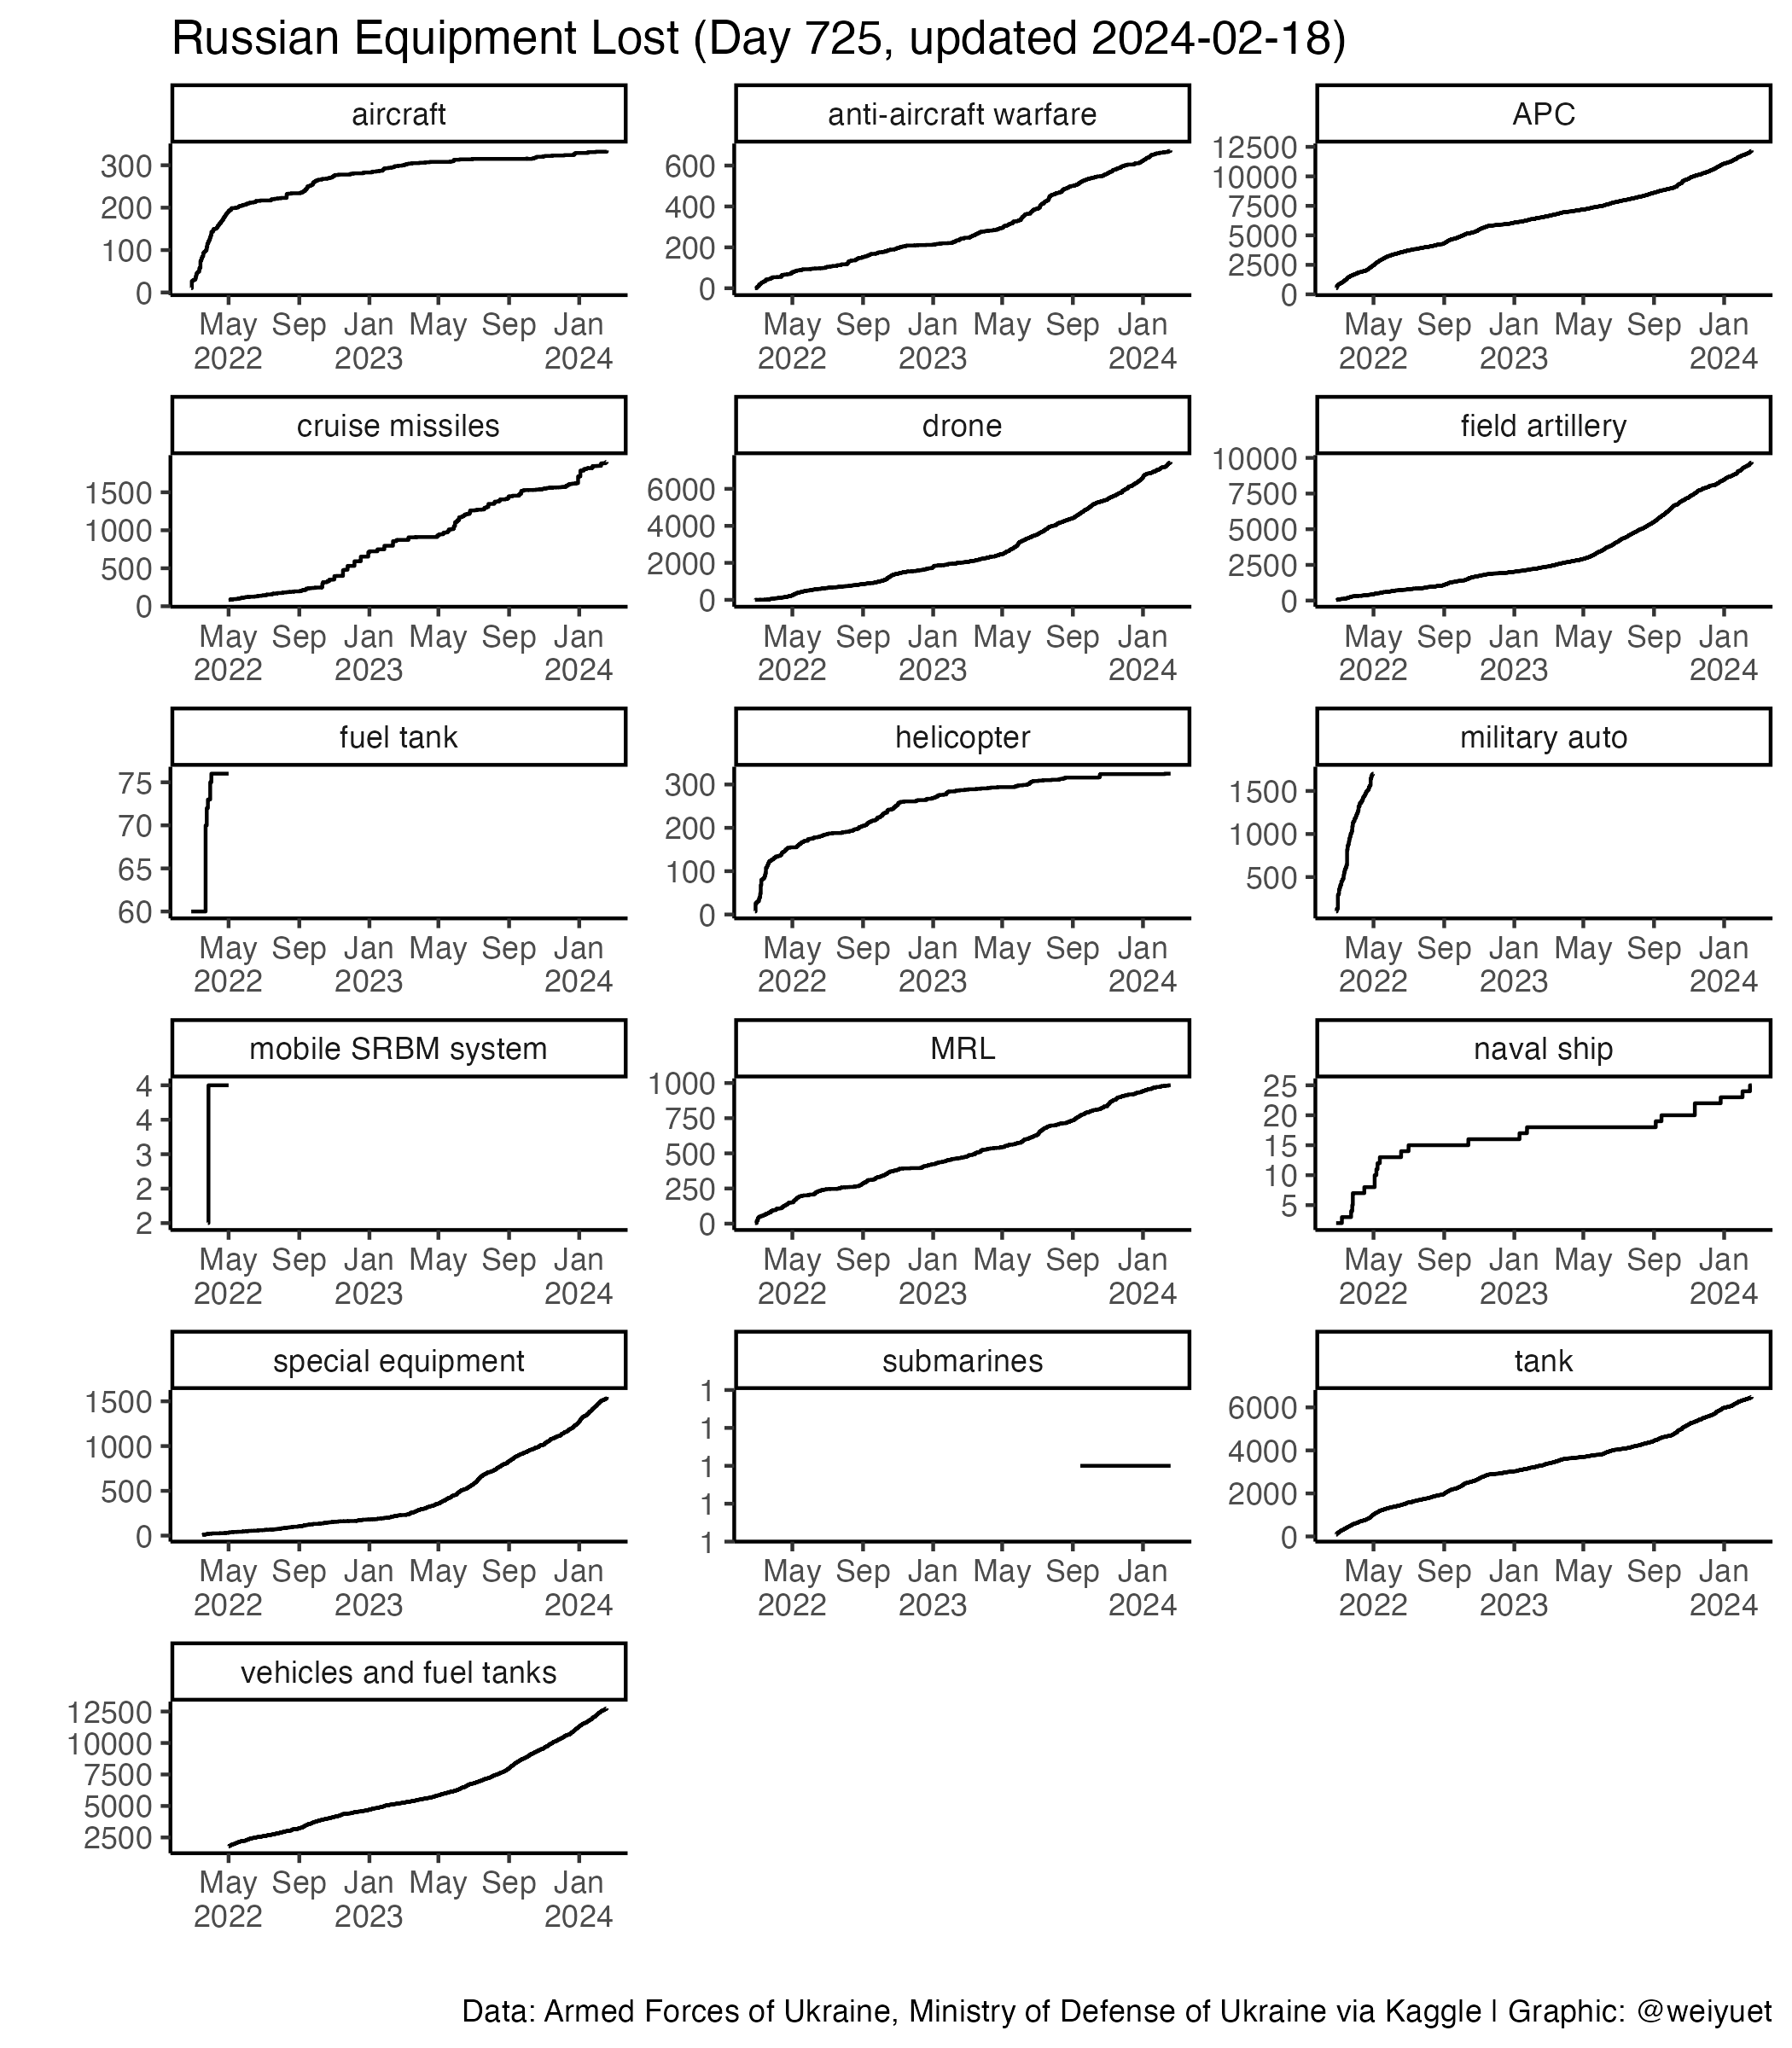 Russian Equipment Lost (Day 725, updated 2024-02-18)
aircraft
300
200
100
0
May Sep Jan May Sep Jan
2022 2023 2024
anti-aircraft warfare
600
400
200
0
May Sep Jan May Sep Jan
2022 2023 2024
APC
12500
10000
7500
5000
2500
0
May Sep Jan May Sep Jan
2022 2023 2024
cruise missiles
1500
1000
500
0
May Sep Jan May Sep Jan
2022 2023 2024
drone
6000
4000
2000
0
May Sep Jan May Sep Jan
2022 2023 2024
field artillery
10000
7500
5000
2500
0
May Sep Jan May Sep Jan
2022 2023 2024
fuel tank
75
70
65
60
May Sep Jan May Sep Jan
2022 2023 2024
helicopter
300
200
100
0
May Sep Jan May Sep Jan
2022 2023 2024
military auto
1500
1000
500
May Sep Jan May Sep Jan
2022 2023 2024
mobile SRBM system
4
4
3
2
2
May Sep Jan May Sep Jan
2022 2023 2024
MRL
1000
750
500
250
0
May Sep Jan May Sep Jan
2022 2023 2024
naval ship
25
20
15
10
5
May Sep Jan May Sep Jan
2022 2023 2024
special equipment
1500
1000
500
0
May Sep Jan May Sep Jan
2022 2023 2024
submarines
1
1
1
1
1
May Sep Jan May Sep Jan
2022 2023 2024
tank
6000
4000
2000
0
May Sep Jan May Sep Jan
2022 2023 2024
vehicles and fuel tanks
12500
10000
7500
5000
2500
May Sep Jan May Sep Jan
2022 2023 2024
Data: Armed Forces of Ukraine, Ministry of Defense of Ukraine via Kaggle | Graphic: @weiyuet